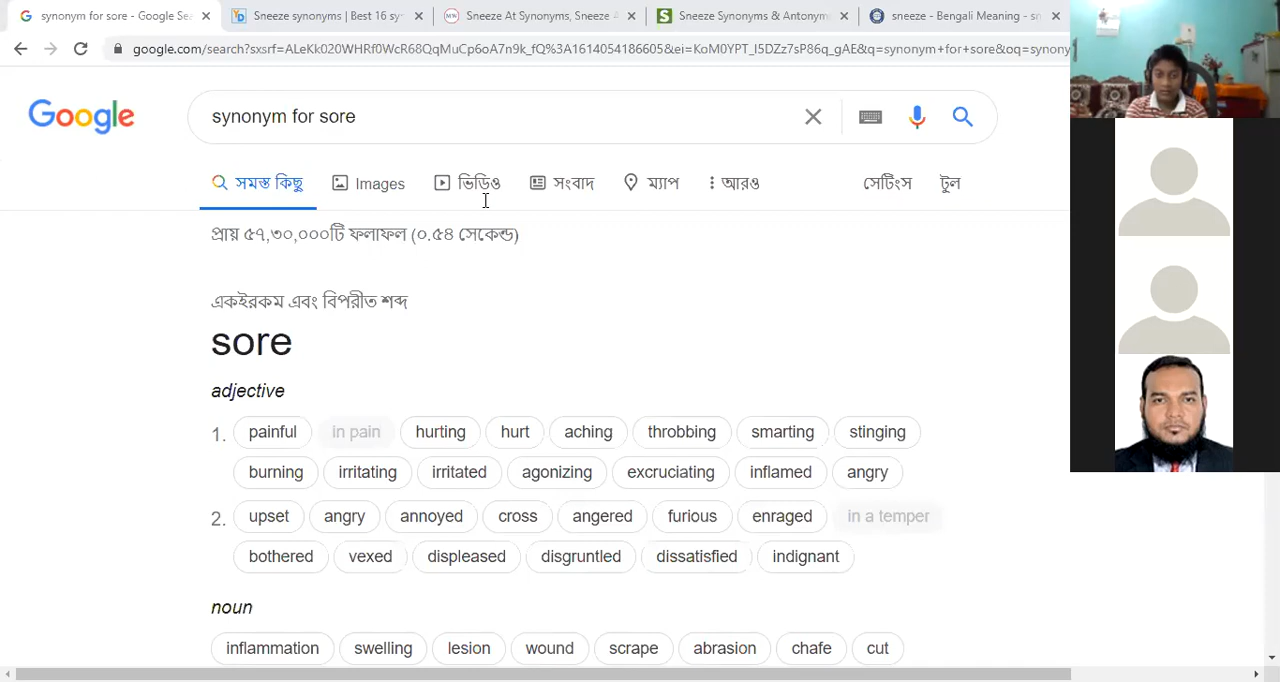 synonym for sore - Google Sea
Sneeze synonyms | Best 16 sy
Sneeze At Synonyms, Sneeze
Sneeze Synonyms & Antonym
sneeze - Bengali Meaning - sn
google.com/search?sxsrf=ALeKk020WHRf0WcR68QqMuCp6oA7n9k_fQ%3A1614054186605&ei=KoM0YPT_I5DZz7sP86q_gAE&q=synonym+for+sore&oq=synony
Google
synonym for sore
সমস্ত কিছু
Images
ভিডিও
সংবাদ
ম্যাপ
আরও
সেটিংস
টুল
প্রায় ৫৭,৩০,০০০টি ফলাফল (০.৫৪ সেকেন্ড)
একইরকম এবং বিপরীত শব্দ
sore
adjective
1. painful in pain hurting hurt aching throbbing smarting stinging
burning irritating irritated agonizing excruciating inflamed angry
2. upset angry annoyed cross angered furious enraged in a temper
bothered vexed displeased disgruntled dissatisfied indignant
noun
inflammation swelling lesion wound scrape abrasion chafe cut